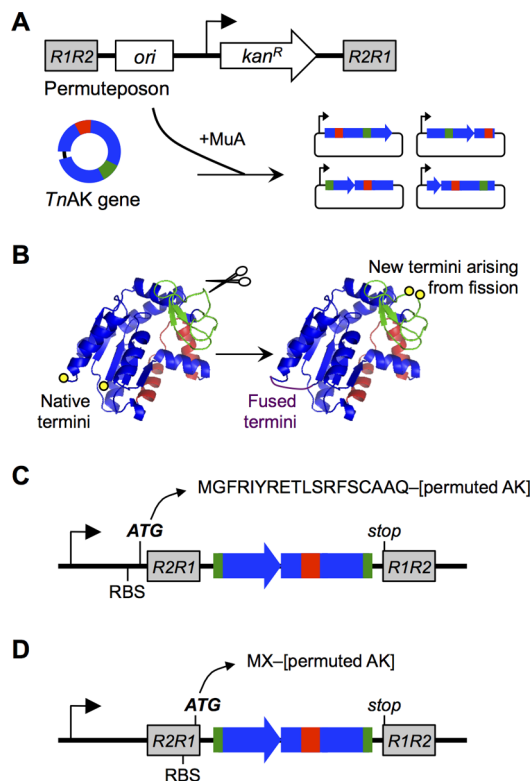 A
R1R2
ori
kanR
R2R1
Permuteposon
+MuA
TnAK gene
B
New termini arising
from fission
Native
termini
Fused
termini
C
MGFRIYRETLSRFSCAAQ–[permuted AK]
ATG
stop
R2R1
R1R2
RBS
D
MX–[permuted AK]
ATG
stop
R2R1
R1R2
RBS